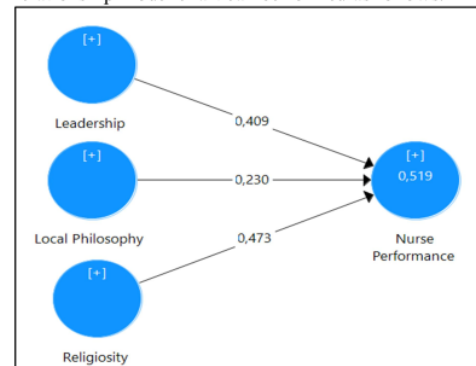 [+]
Leadership
0,409
[+]
Local Philosophy
0,230
[+]
0,519
Nurse
Performance
0,473
[+]
Religiosity